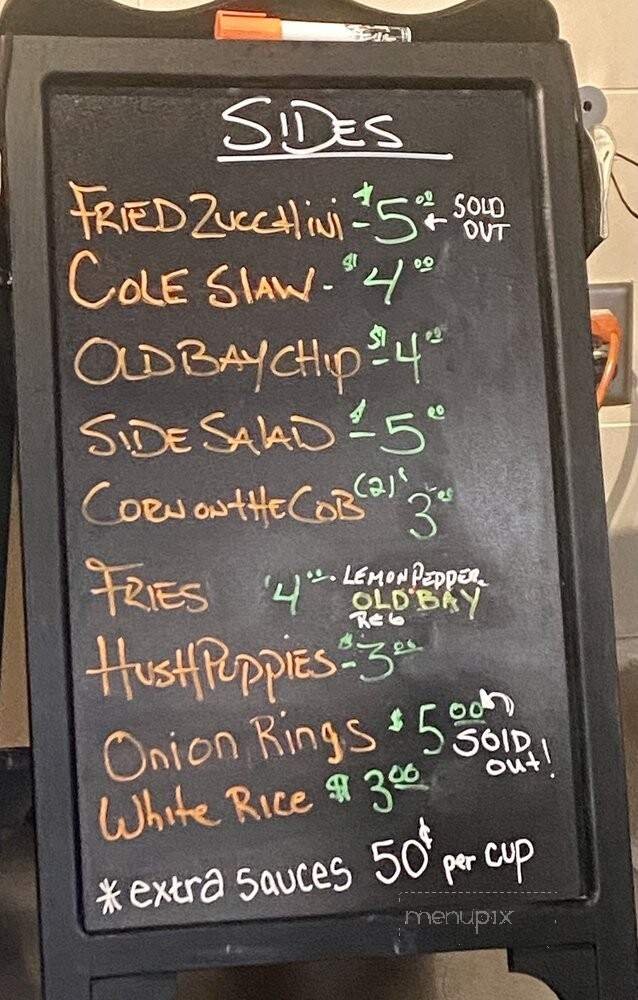 SIDES
FRIED ZUCCHINI - $5.00 ← SOLD OUT
COLE SLAW - $4.00
OLD BAY CHIP - $4.00
SIDE SALAD - $5.00
CORN ON THE COB (2) $3.00
FRIES $4.00 - LEMON PEPPER
OLD BAY
REG
HUSH PUPPIES - $3.00
Onion Rings $5.00 SOLD out!
White Rice $3.00
* extra sauces 50¢ per cup
menupix